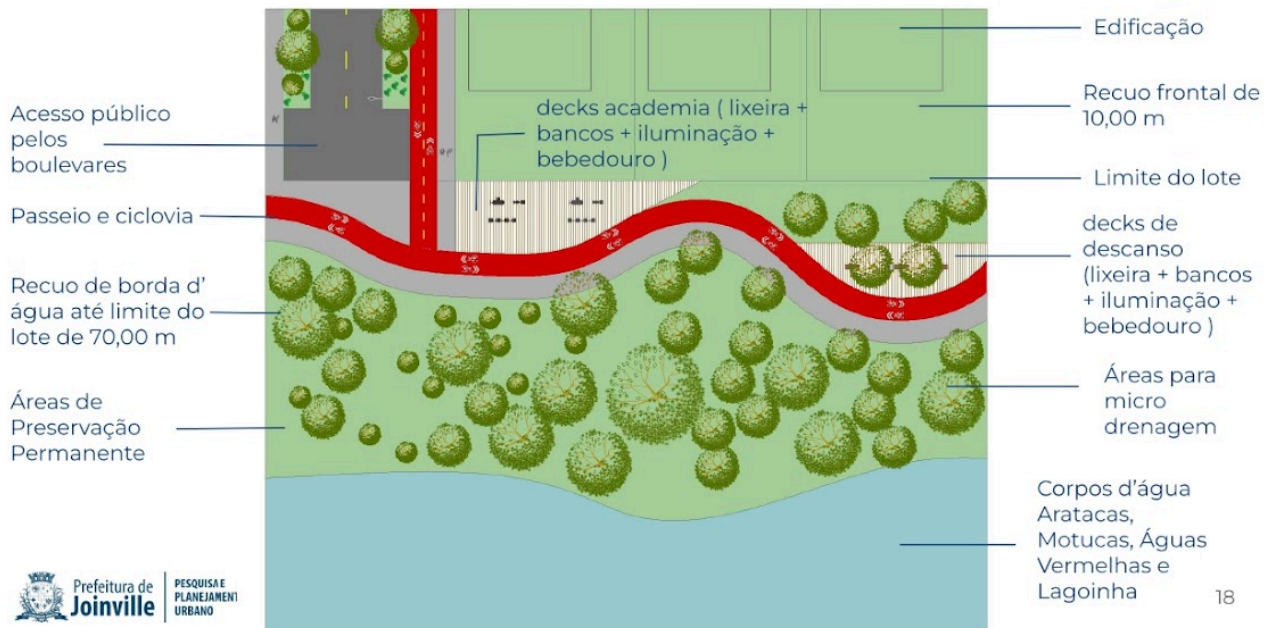 Acesso público
pelos
boulevares
Passeio e ciclovia
Recuo de borda d'
água até limite do
lote de 70,00 m
Áreas de
Preservação
Permanente
decks academia ( lixeira +
bancos + iluminação +
bebedouro )
Edificação
Recuo frontal de
10,00 m
Limite do lote
decks de
descanso
(lixeira + bancos
+ iluminação +
bebedouro )
Áreas para
micro
drenagem
Corpos d'água
Aratacas,
Motucas, Águas
Vermelhas e
Lagoinha
18
Prefeitura de
Joinville
PESQUISA E
PLANEJAMENT
URBANO